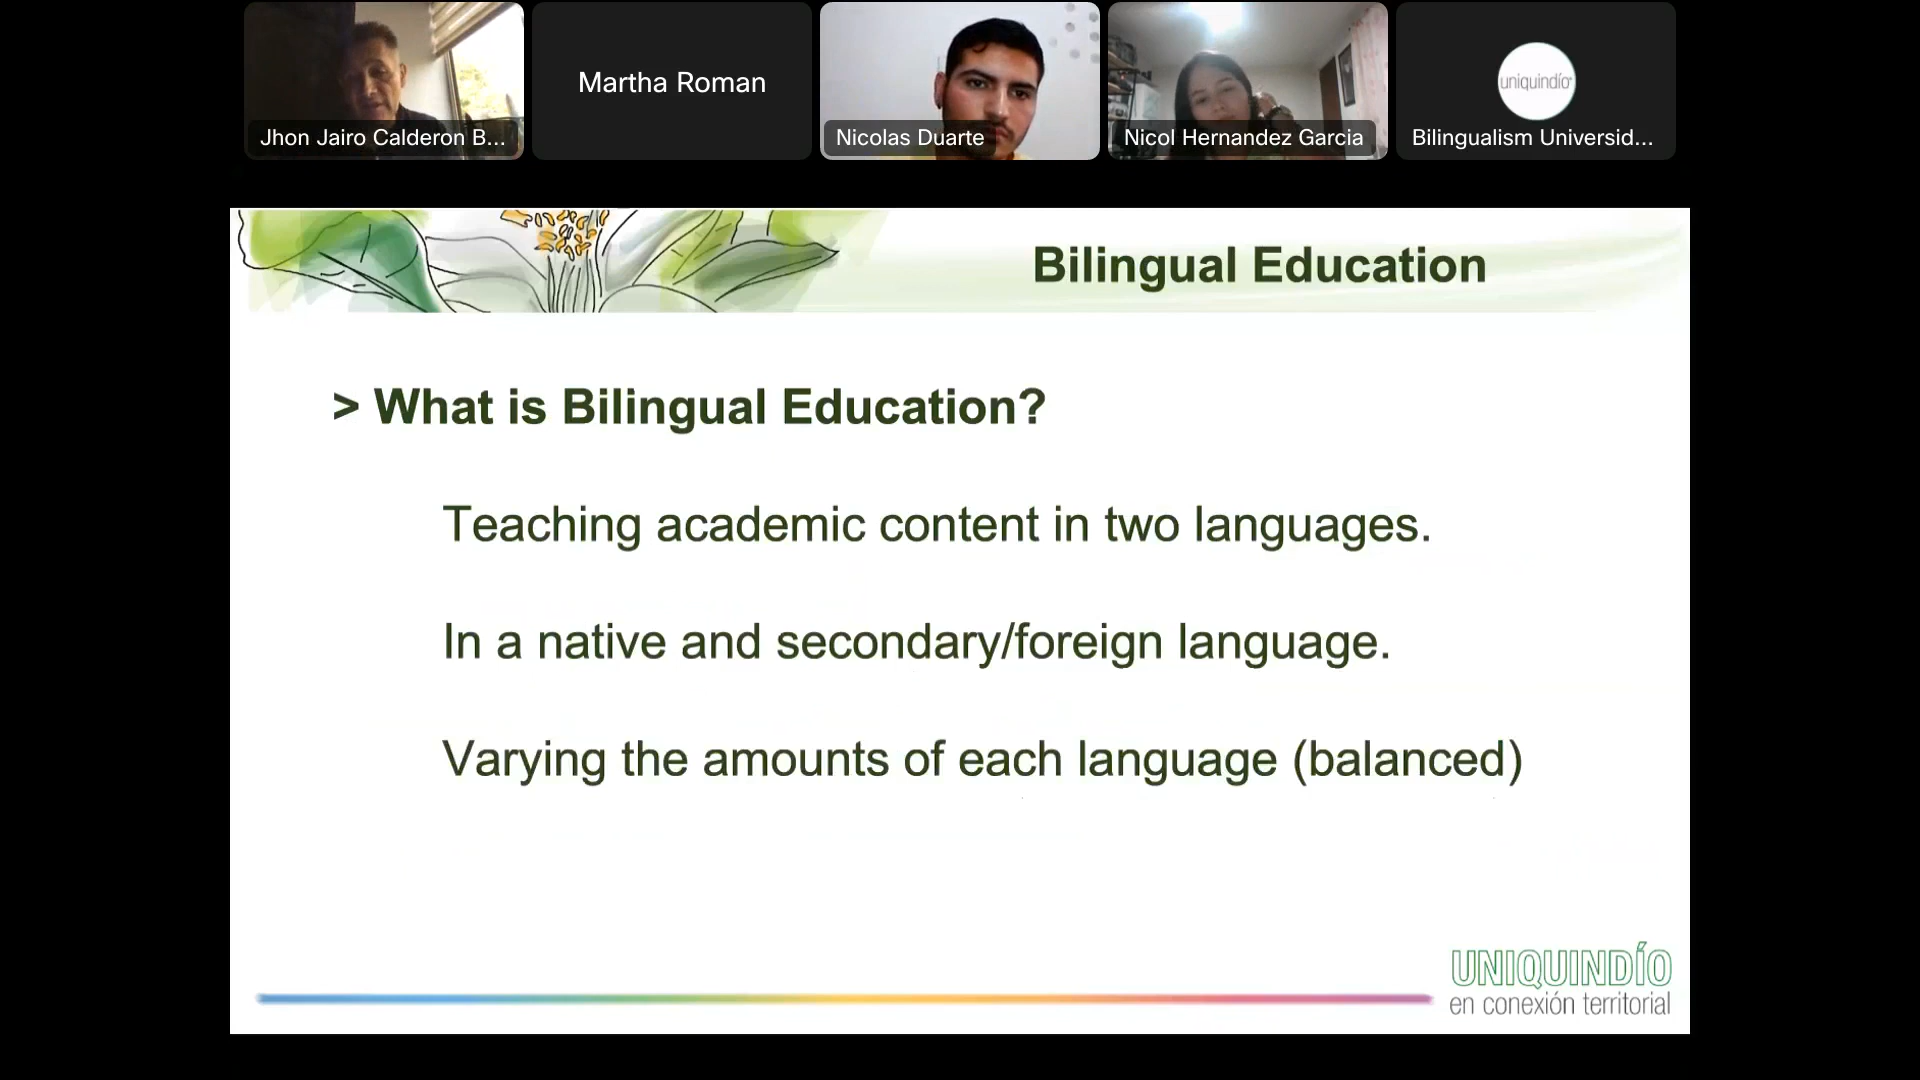 Jhon Jairo Calderon B...
Martha Roman
Nicolas Duarte
Nicol Hernandez Garcia
uniquindío
Bilingualism Universid...
Bilingual Education
> What is Bilingual Education?
Teaching academic content in two languages.
In a native and secondary/foreign language.
Varying the amounts of each language (balanced)
UNIQUINDÍO
en conexión territorial